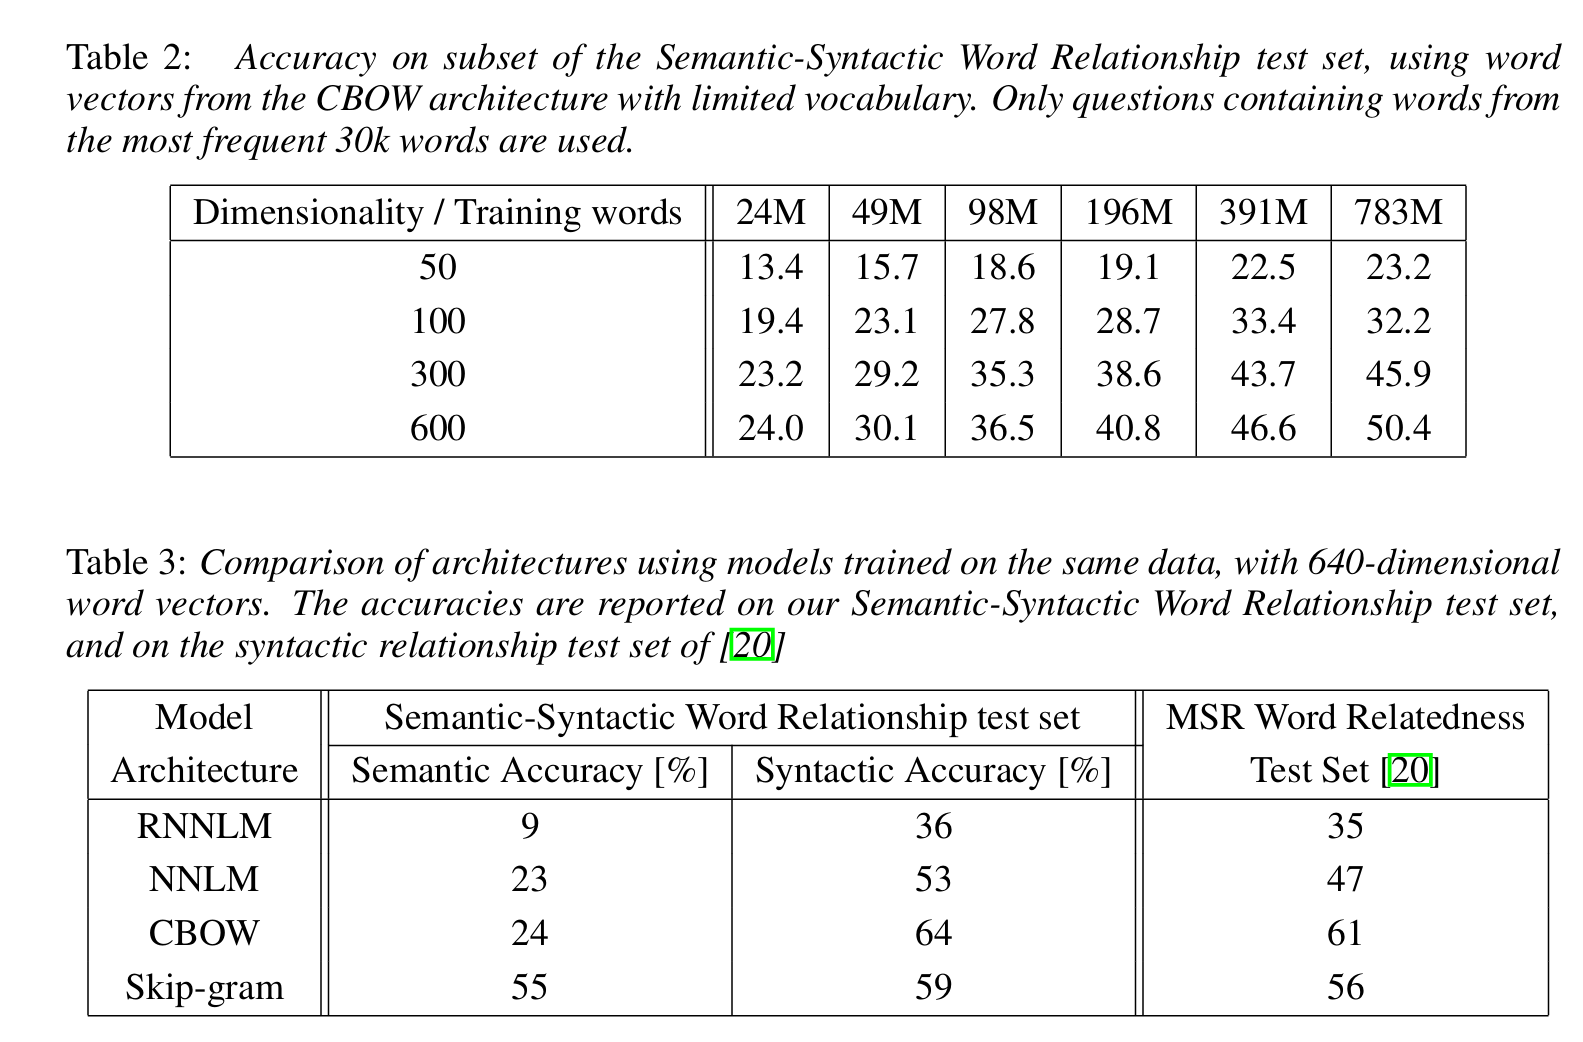 Table 2: Accuracy on subset of the Semantic-Syntactic Word Relationship test set, using word
vectors from the CBOW architecture with limited vocabulary. Only questions containing words from
the most frequent 30k words are used.
Dimensionality / Training words 24M 49M 98M 196M 391M 783M
50 13.4 15.7 18.6 19.1 22.5 23.2
100 19.4 23.1 27.8 28.7 33.4 32.2
300 23.2 29.2 35.3 38.6 43.7 45.9
600 24.0 30.1 36.5 40.8 46.6 50.4
Table 3: Comparison of architectures using models trained on the same data, with 640-dimensional
word vectors. The accuracies are reported on our Semantic-Syntactic Word Relationship test set,
and on the syntactic relationship test set of [20]
Model Semantic-Syntactic Word Relationship test set MSR Word Relatedness
Architecture Semantic Accuracy [%] Syntactic Accuracy [%] Test Set [20]
RNNLM 9 36 35
NNLM 23 53 47
CBOW 24 64 61
Skip-gram 55 59 56